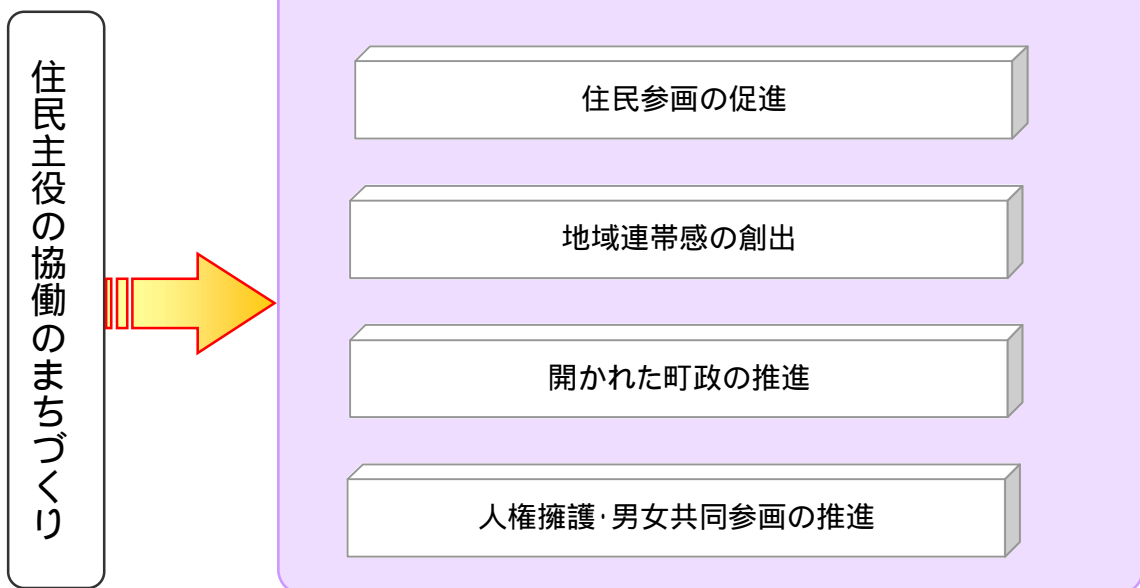 住民主役の協働のまちづくり
住民参画の促進
地域連帯感の創出
開かれた町政の推進
人権擁護・男女共同参画の推進